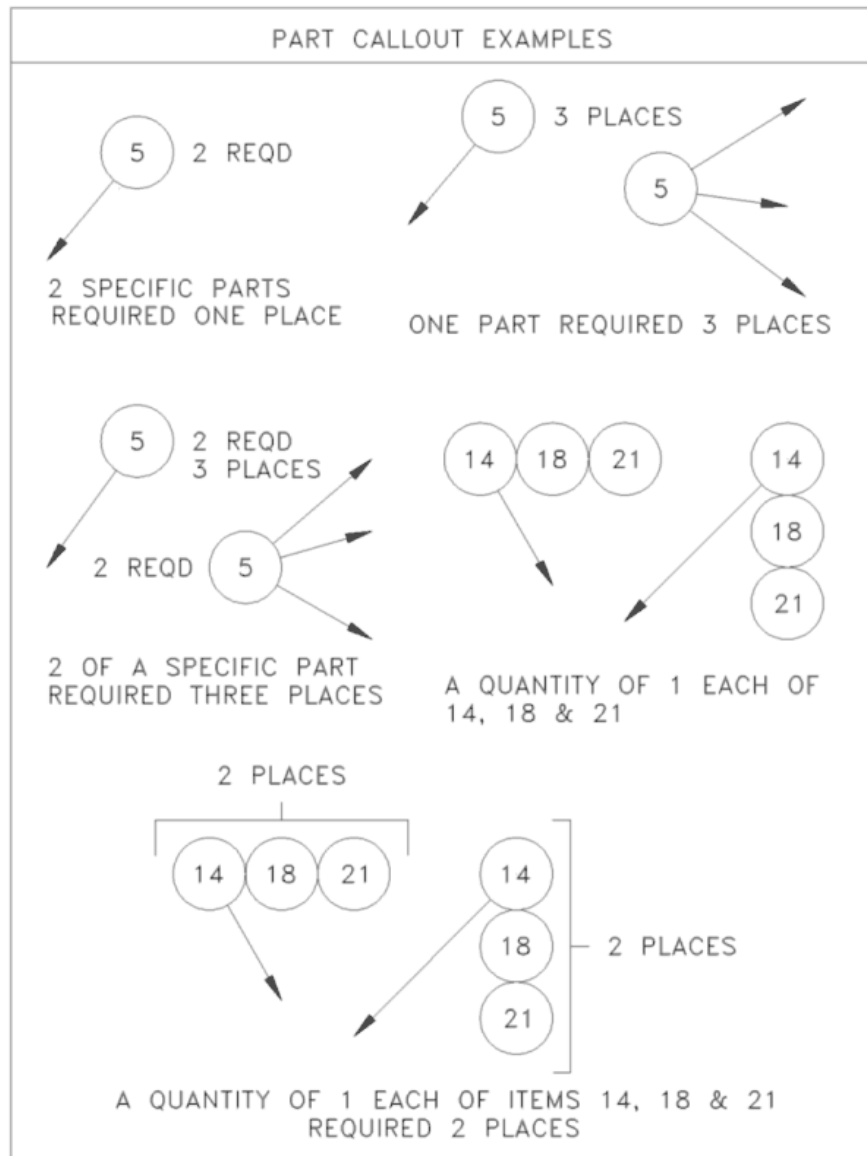 PART CALLOUT EXAMPLES
5 2 REQD
2 SPECIFIC PARTS
REQUIRED ONE PLACE
5 3 PLACES
5
ONE PART REQUIRED 3 PLACES
5 2 REQD
3 PLACES
2 REQD 5
2 OF A SPECIFIC PART
REQUIRED THREE PLACES
14 18 21
14
18
21
A QUANTITY OF 1 EACH OF
14, 18 & 21
2 PLACES
14 18 21
14
18
21
2 PLACES
A QUANTITY OF 1 EACH OF ITEMS 14, 18 & 21
REQUIRED 2 PLACES